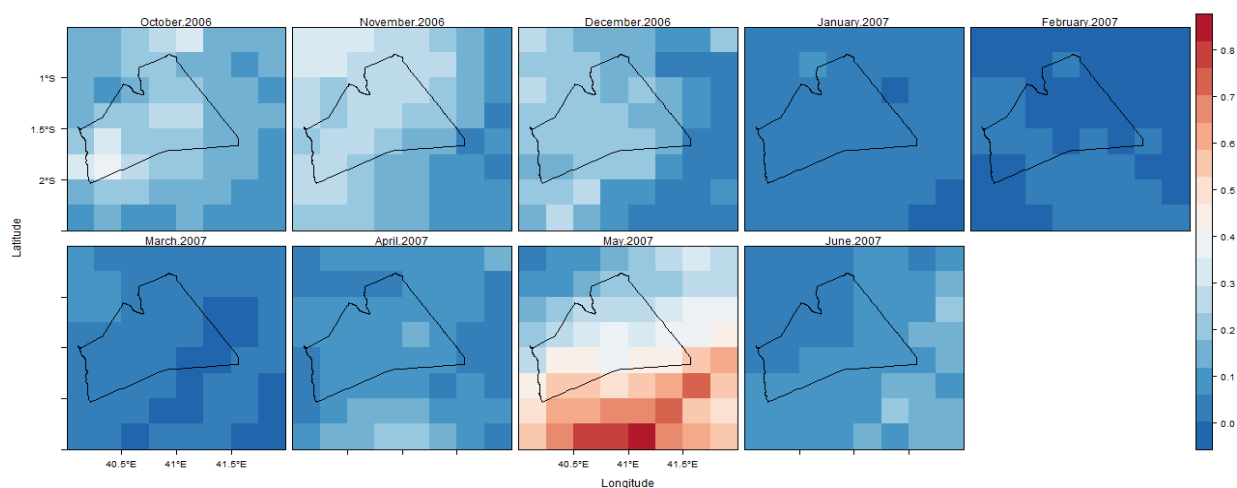 October.2006
November.2006
December.2006
January.2007
February.2007
1°S
1.5°S
2°S
Latitude
March.2007
April.2007
May.2007
June.2007
40.5°E 41°E 41.5°E
40.5°E 41°E 41.5°E
Longitude
0.8
0.7
0.6
0.5
0.4
0.3
0.2
0.1
0.0